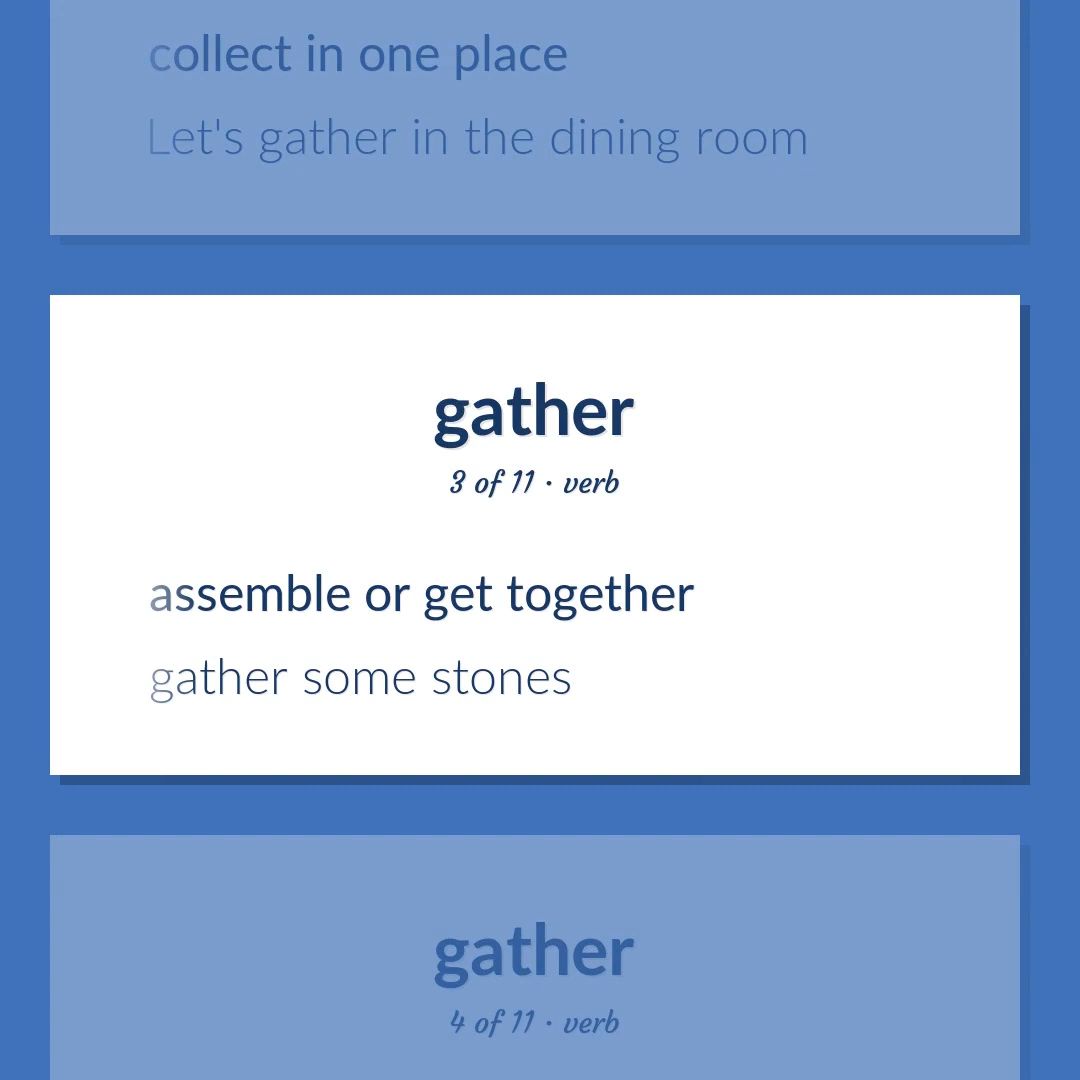 collect in one place
Let's gather in the dining room
gather
3 of 11 · verb
assemble or get together
gather some stones
gather
4 of 11 · verb